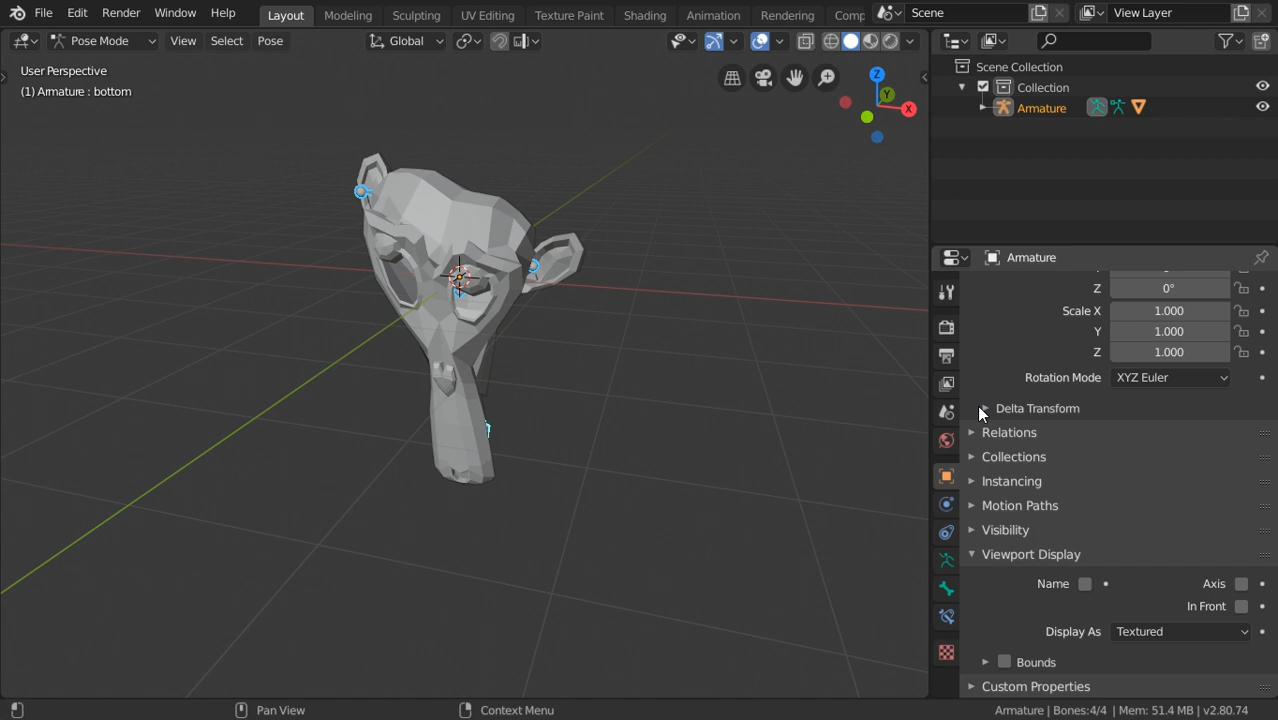 File Edit Render Window Help Layout Modeling Sculpting UV Editing Texture Paint Shading Animation Rendering Comp Scene View Layer
Pose Mode View Select Pose Global
User Perspective
(1) Armature : bottom
Z
Y
X
Scene Collection
Collection
Armature
Armature
Z 0°
Scale X 1.000
Y 1.000
Z 1.000
Rotation Mode XYZ Euler
Delta Transform
Relations
Collections
Instancing
Motion Paths
Visibility
Viewport Display
Name Axis
In Front
Display As Textured
Bounds
Custom Properties
Pan View Context Menu Armature | Bones:4/4 | Mem: 51.4 MB | v2.80.74